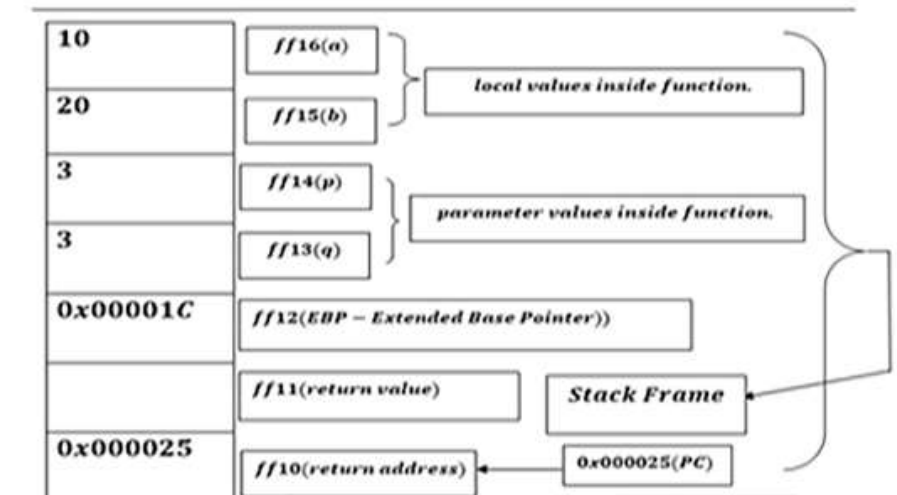 10
ff16(a)
local values inside function.
20
ff15(b)
3
ff14(p)
parameter values inside function.
3
ff13(q)
0x00001C
ff12(EBP – Extended Base Pointer))
ff11(return value)
Stack Frame
0x000025
ff10(return address)
0x000025(PC)